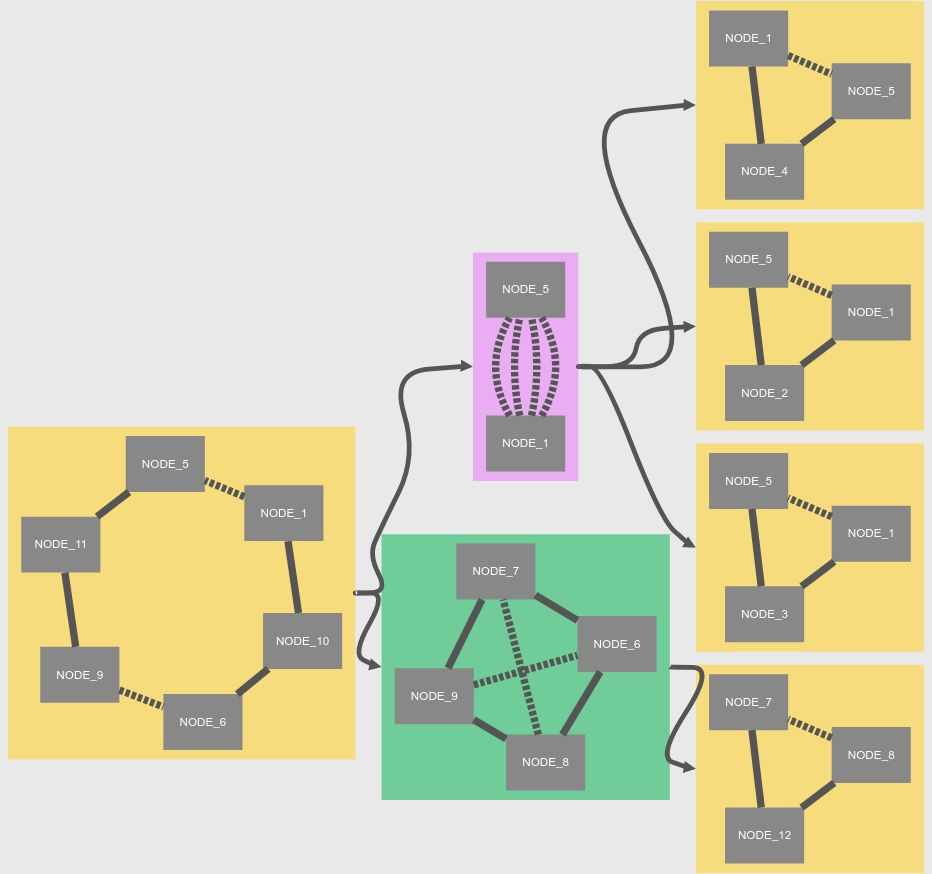 NODE_1
NODE_5
NODE_4
NODE_5
NODE_1
NODE_2
NODE_5
NODE_1
NODE_5
NODE_1
NODE_3
NODE_5
NODE_1
NODE_11
NODE_10
NODE_9
NODE_6
NODE_7
NODE_6
NODE_9
NODE_8
NODE_7
NODE_8
NODE_12